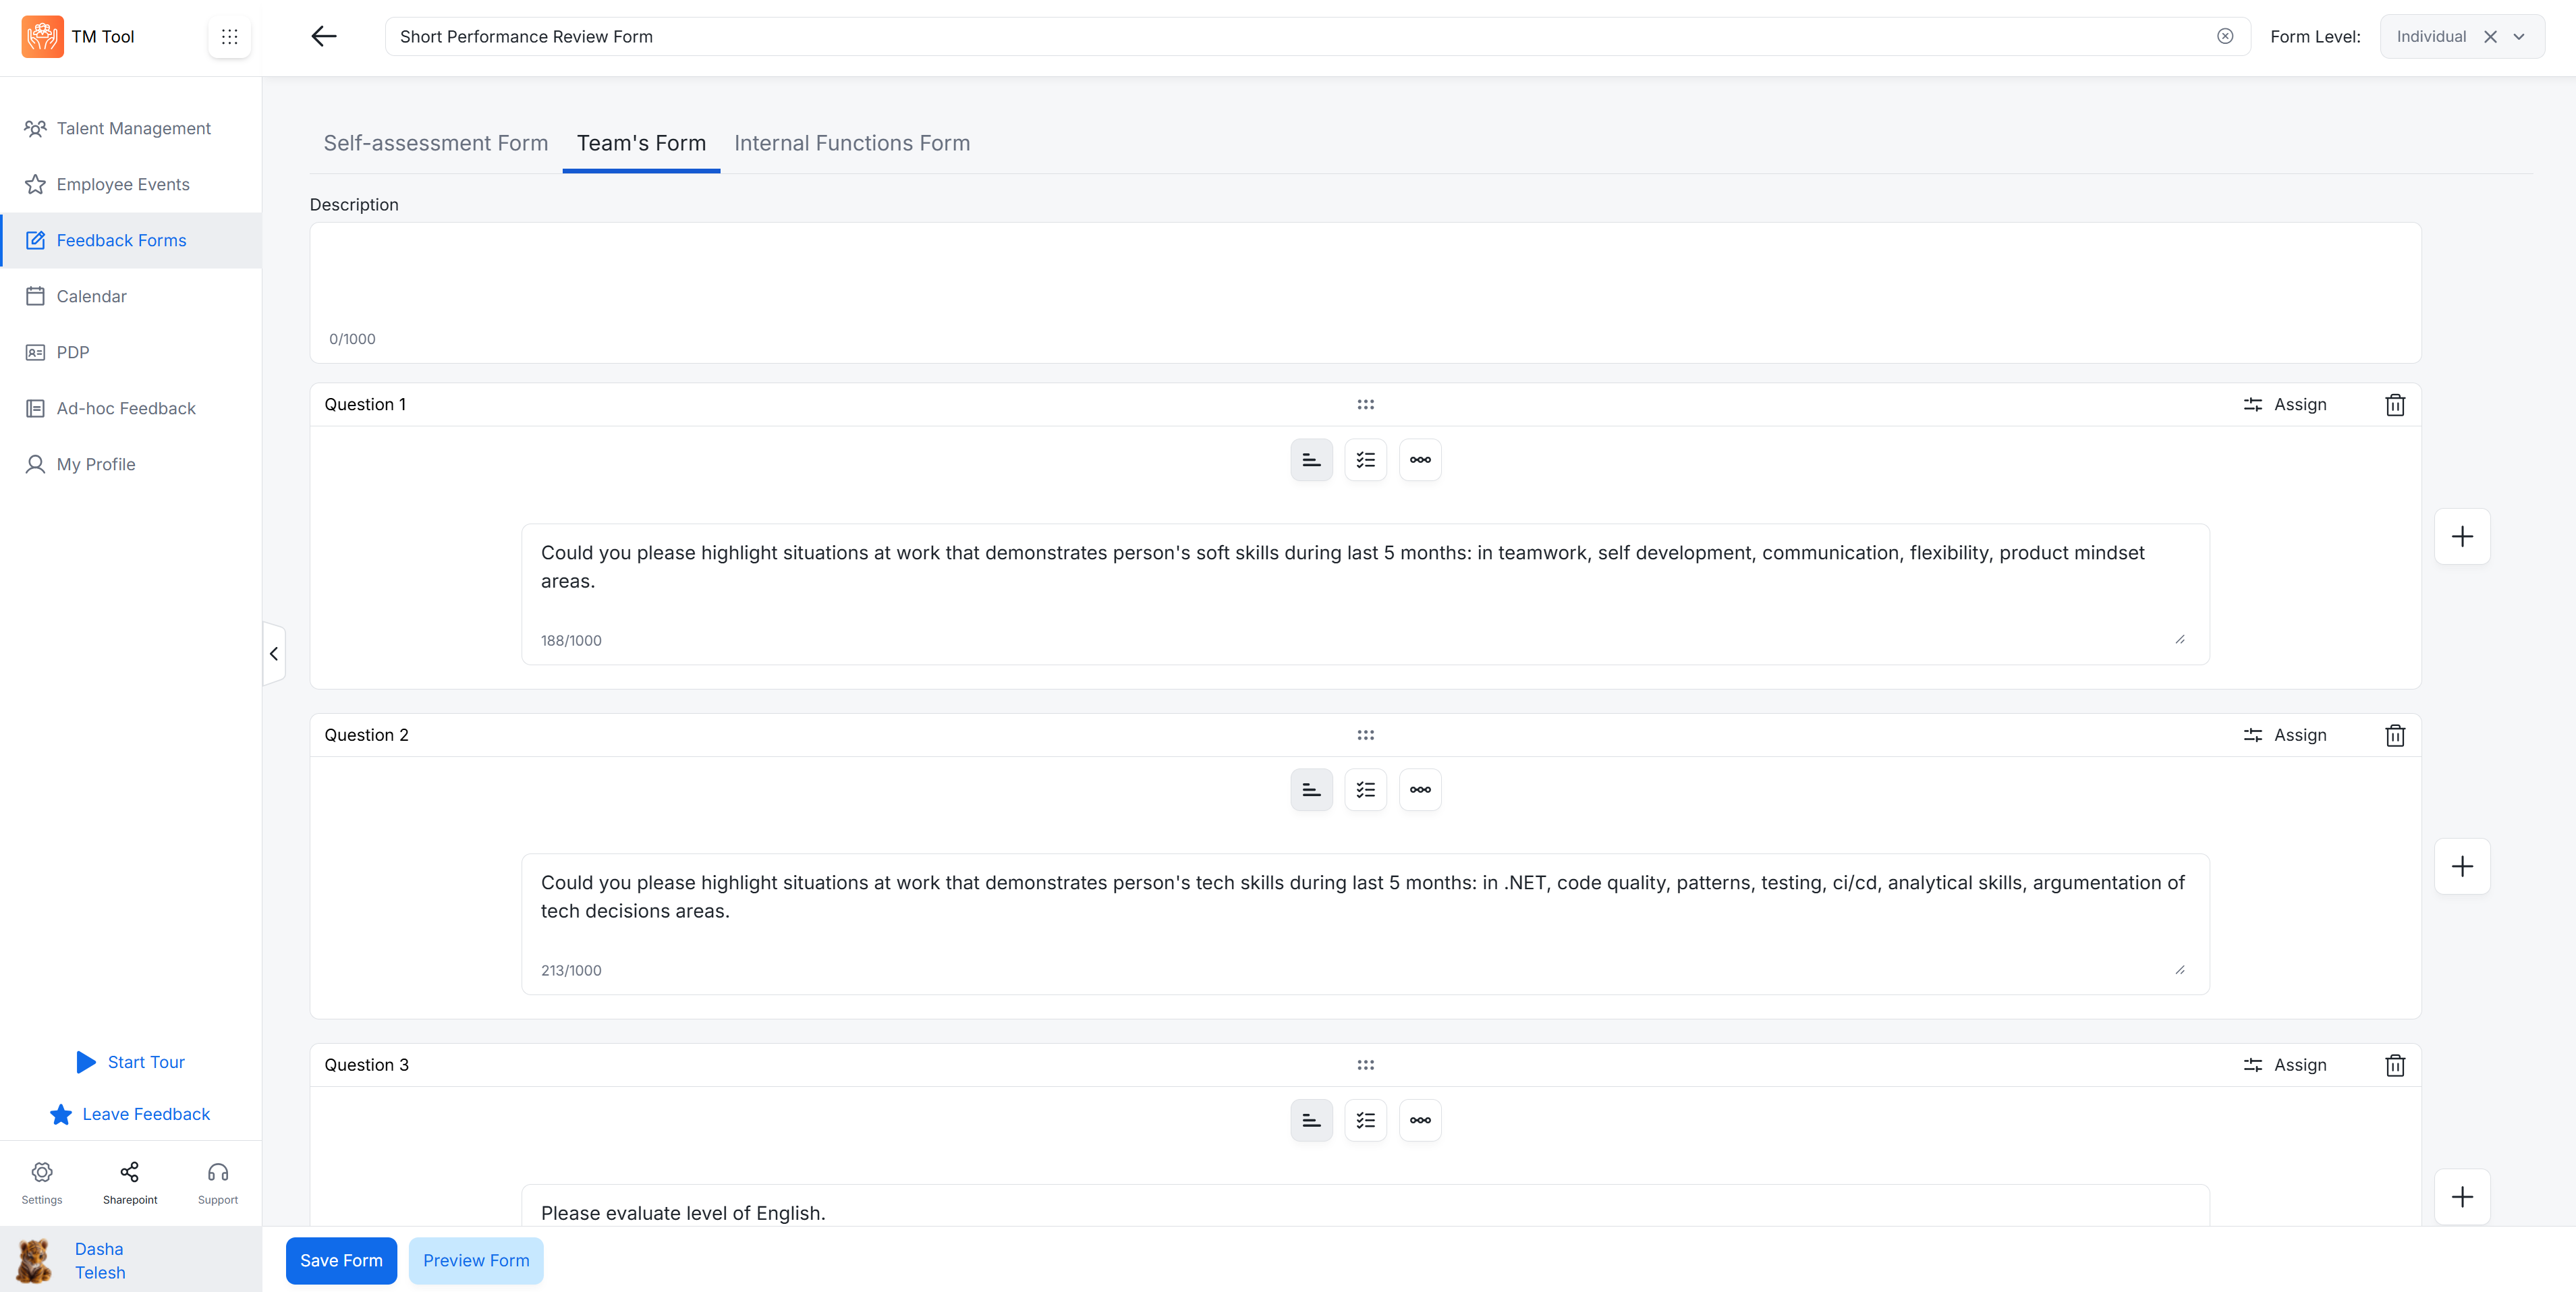 TM Tool
Short Performance Review Form
Form Level:
Individual
Talent Management
Employee Events
Feedback Forms
Calendar
PDP
Ad-hoc Feedback
My Profile
Self-assessment Form
Team's Form
Internal Functions Form
Description
0/1000
Question 1
Assign
Could you please highlight situations at work that demonstrates person's soft skills during last 5 months: in teamwork, self development, communication, flexibility, product mindset
areas.
188/1000
Question 2
Assign
Could you please highlight situations at work that demonstrates person's tech skills during last 5 months: in .NET, code quality, patterns, testing, ci/cd, analytical skills, argumentation of
tech decisions areas.
213/1000
Question 3
Assign
Please evaluate level of English.
Start Tour
Leave Feedback
Settings
Sharepoint
Support
Dasha
Telesh
Save Form
Preview Form